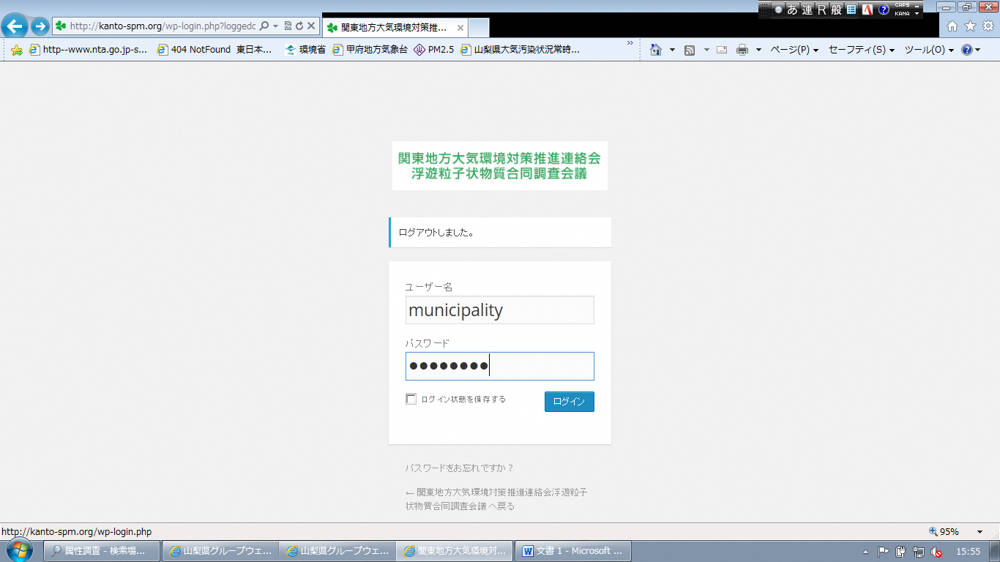 あ 連 R 般 CAPS
KANA
http://kanto-spm.org/wp-login.php?loggedc
関東地方大気環境対策推...
http--www.nta.go.jp-s...
404 NotFound 東日本...
環境省
甲府地方気象台
PM2.5
山梨県大気汚染状況常時...
ページ(P)
セーフティ(S)
ツール(O)
関東地方大気環境対策推進連絡会
浮遊粒子状物質合同調査会議
ログアウトしました。
ユーザー名
municipality
パスワード
●●●●●●●●
ログイン状態を保存する
ログイン
パスワードをお忘れですか ?
← 関東地方大気環境対策推進連絡会浮遊粒子
状物質合同調査会議 へ戻る
http://kanto-spm.org/wp-login.php
95%
属性調査 - 検索場...
山梨県グループウェ...
山梨県グループウェ...
関東地方大気環境対...
文書 1 - Microsoft ...
15:55